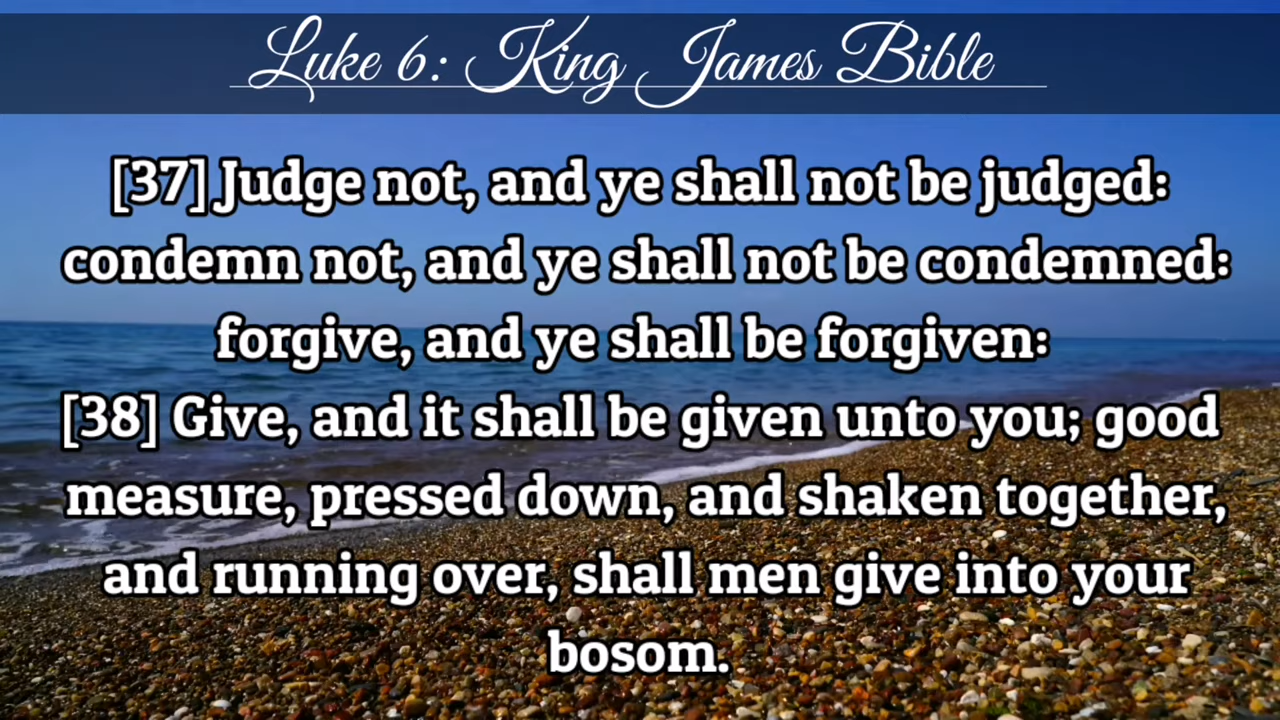 Luke 6: King James Bible
[37] Judge not, and ye shall not be judged:
condemn not, and ye shall not be condemned:
forgive, and ye shall be forgiven:
[38] Give, and it shall be given unto you; good
measure, pressed down, and shaken together,
and running over, shall men give into your
bosom.